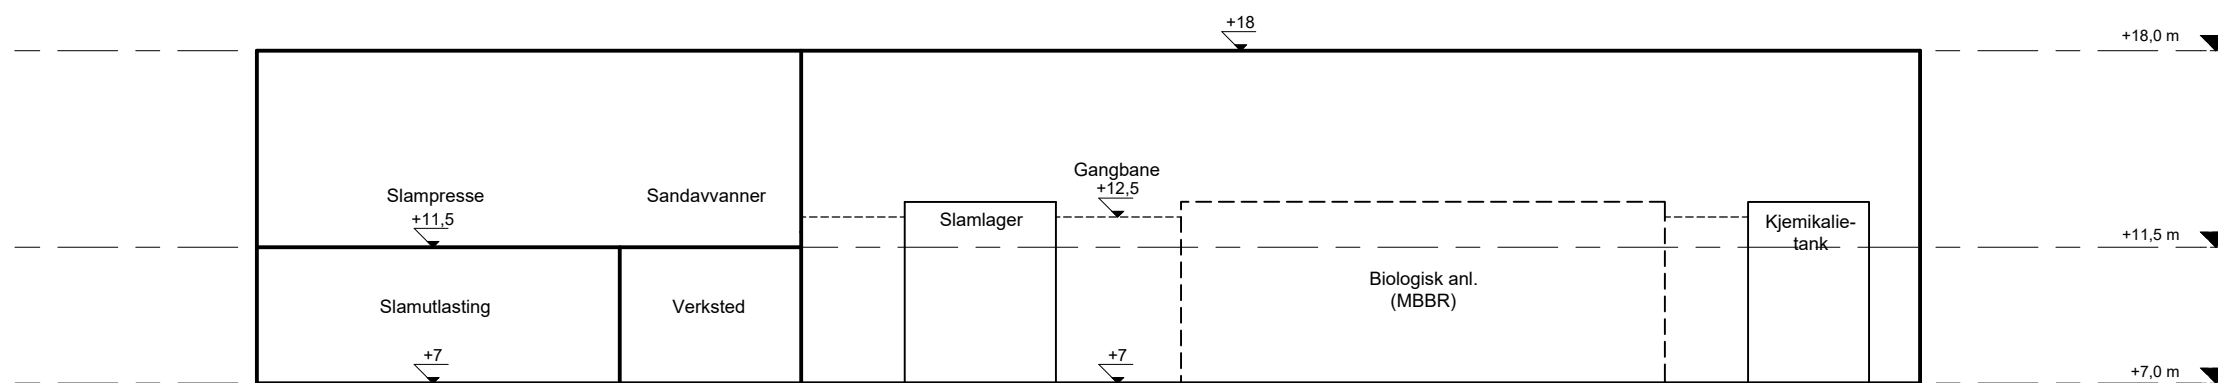 +18
+18,0 m
Gangbane
+12,5
Slampresse
+11,5
Sandavvanner
Slamlager
Kjemikalie-
tank
+11,5 m
Biologisk anl.
(MBBR)
Slamutlasting
Verksted
+7
+7
+7,0 m